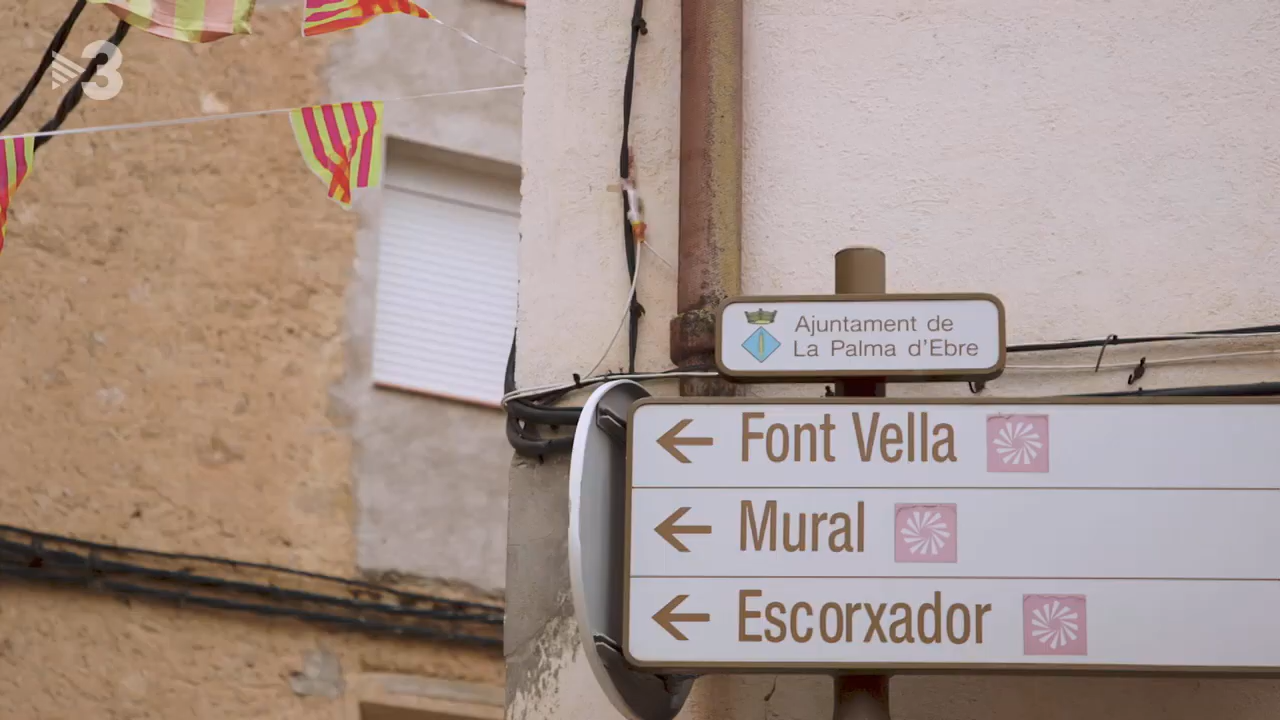 3
Ajuntament de
La Palma d'Ebre
Font Vella
Mural
Escorxador